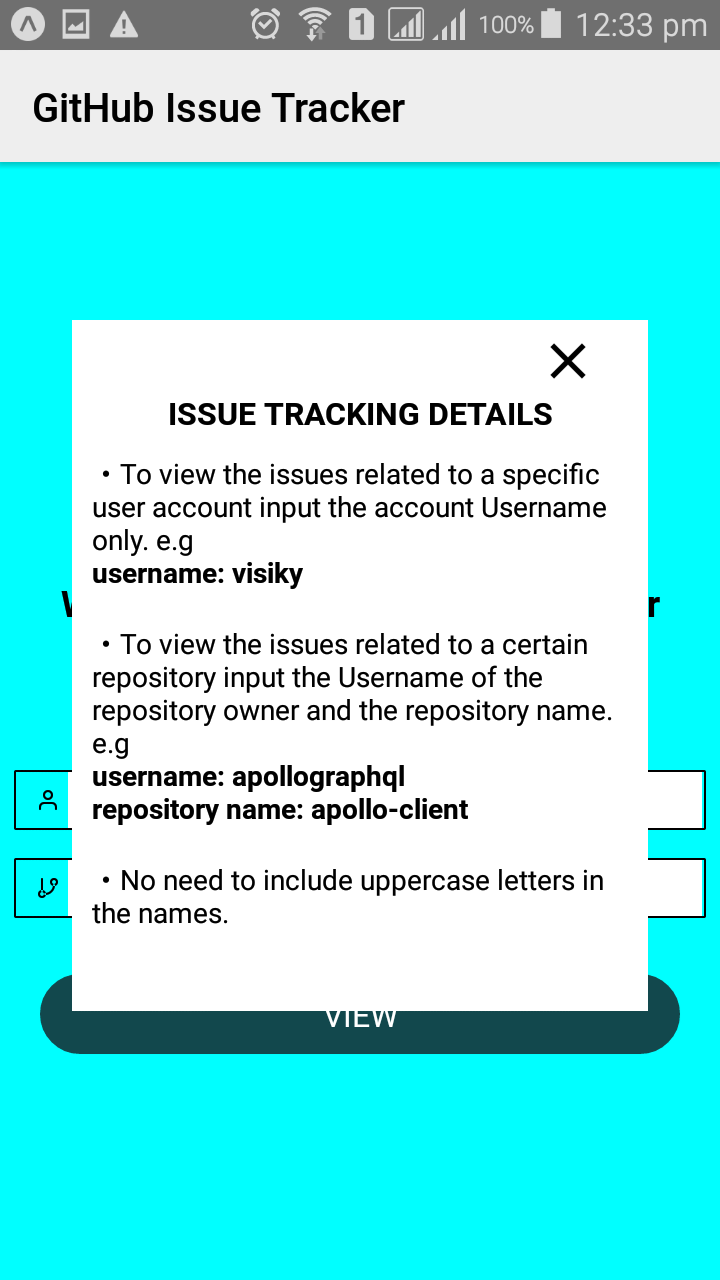 1 100% 12:33 pm
GitHub Issue Tracker
ISSUE TRACKING DETAILS
• To view the issues related to a specific
user account input the account Username
only. e.g
username: visiky
• To view the issues related to a certain
repository input the Username of the
repository owner and the repository name.
e.g
username: apollographql
repository name: apollo-client
• No need to include uppercase letters in
the names.
VIEW